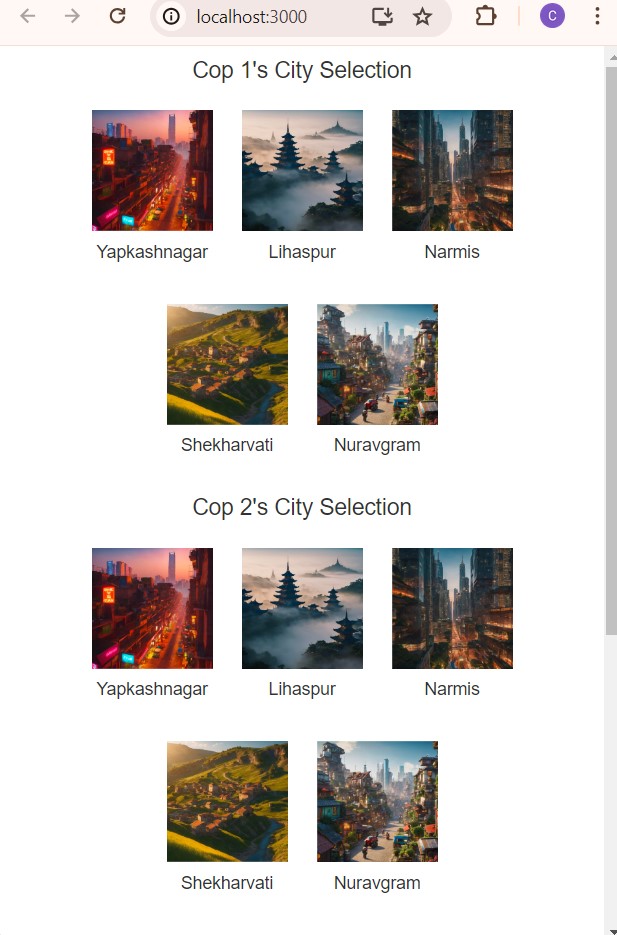 localhost:3000
C
Cop 1's City Selection
Yapkashnagar
Lihaspur
Narmis
Shekharvati
Nuravgram
Cop 2's City Selection
Yapkashnagar
Lihaspur
Narmis
Shekharvati
Nuravgram